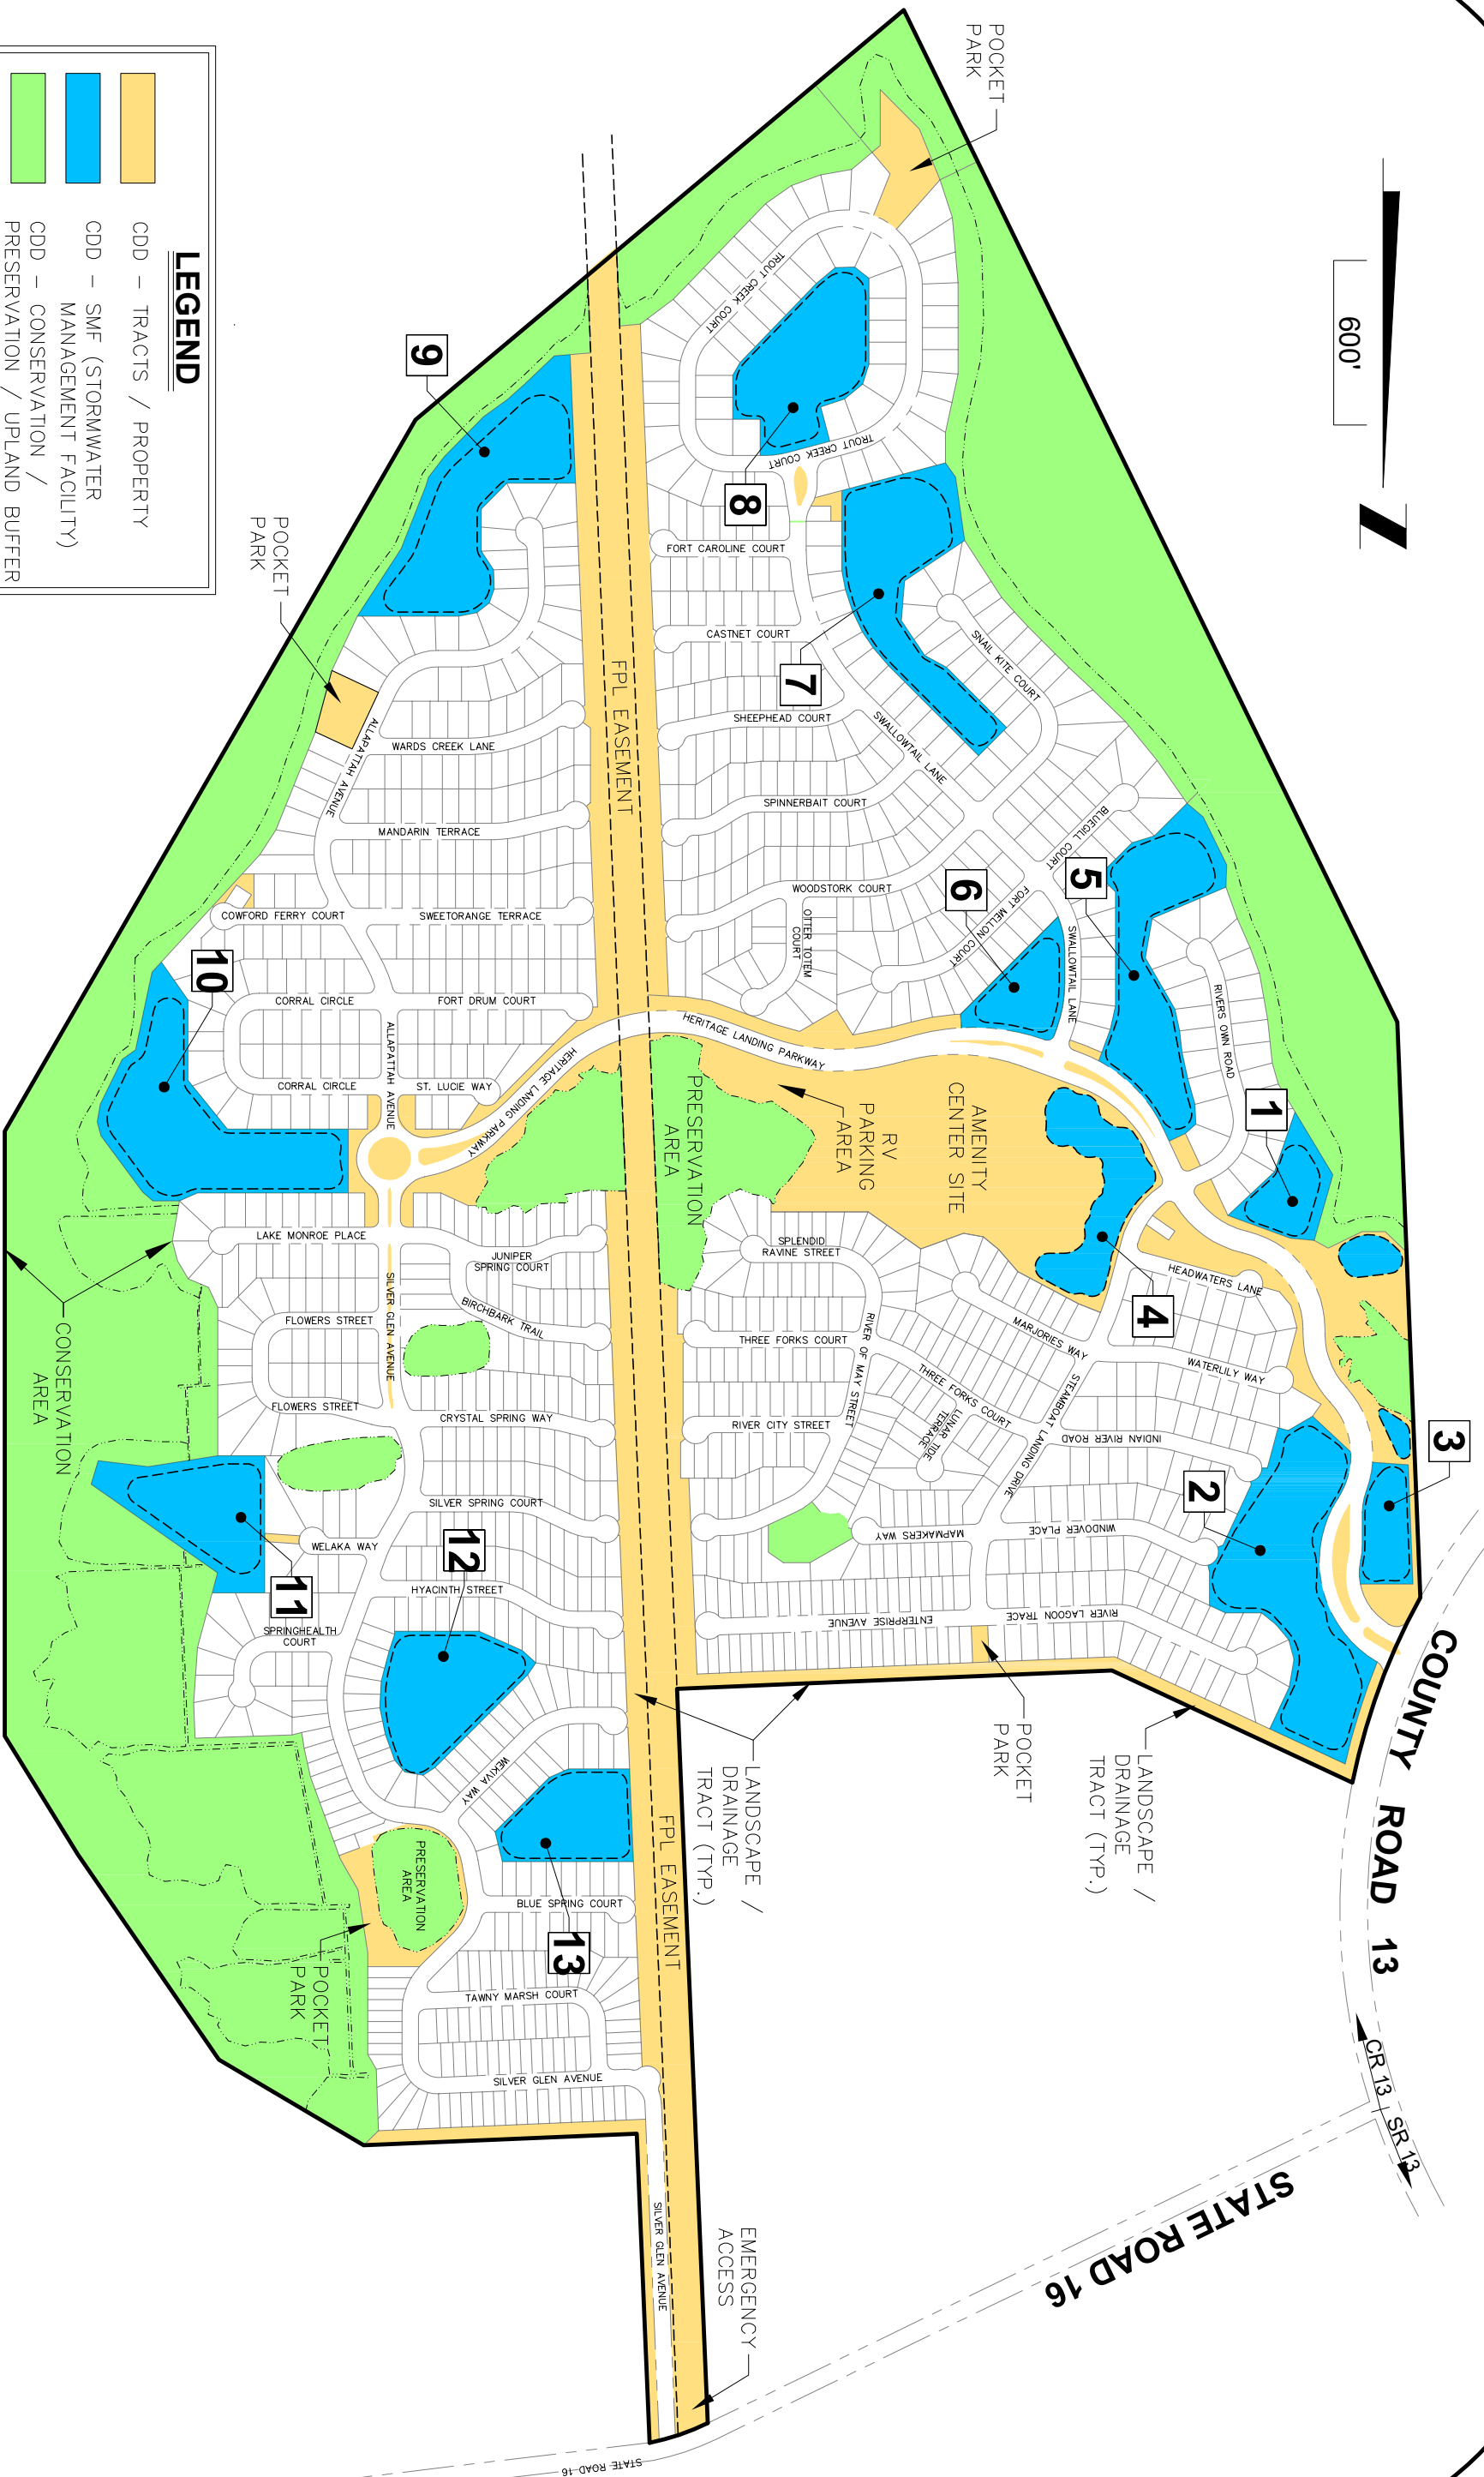 POCKET
PARK
600'
Z
LEGEND
CDD - TRACTS / PROPERTY
CDD - SMF (STORMWATER
MANAGEMENT FACILITY)
CDD - CONSERVATION /
PRESERVATION / UPLAND BUFFER
POCKET
PARK
TROUT CREEK COURT
TROUT CREEK COURT
8
9
7
FORT CAROLINE COURT
CASTNET COURT
SHEEPHEAD COURT
SPINNERBAIT COURT
WOODSTORK COURT
OTTER TOTEM
COURT
SNAIL KITE COURT
SWALLOWTAIL LANE
BLUEGILL COURT
FORT MELLON COURT
SWALLOWTAIL LANE
5
6
RIVERS OWN ROAD
1
FPL EASEMENT
WARDS CREEK LANE
ALLAPATTAH AVENUE
MANDARIN TERRACE
COWFORD FERRY COURT
SWEETORANGE TERRACE
10
CORRAL CIRCLE
FORT DRUM COURT
ALLAPATTAH AVENUE
CORRAL CIRCLE
ST. LUCIE WAY
HERITAGE LANDING PARKWAY
HERITAGE LANDING PARKWAY
PRESERVATION
AREA
RV
PARKING
AREA
AMENITY
CENTER SITE
4
HEADWATERS LANE
WATERLILY WAY
MARJORIES WAY
SPLENDID
RAVINE STREET
THREE FORKS COURT
RIVER OF MAY STREET
THREE FORKS COURT
LUNAR TIDE
TERRACE
STEAMBOAT LANDING DRIVE
INDIAN RIVER ROAD
RIVER CITY STREET
MAPMAKERS WAY
WINDOVER PLACE
ENTERPRISE AVENUE
RIVER LAGOON TRACE
2
3
LAKE MONROE PLACE
JUNIPER
SPRING COURT
BIRCHBARK TRAIL
SILVER GLEN AVENUE
FLOWERS STREET
FLOWERS STREET
CRYSTAL SPRING WAY
SILVER SPRING COURT
WELAKA WAY
12
HYACINTH STREET
11
SPRINGHEALTH
COURT
CONSERVATION
AREA
WEKIVA WAY
PRESERVATION
AREA
BLUE SPRING COURT
13
POCKET
PARK
TAWNY MARSH COURT
SILVER GLEN AVENUE
FPL EASEMENT
LANDSCAPE /
DRAINAGE
TRACT (TYP.)
POCKET
PARK
LANDSCAPE /
DRAINAGE
TRACT (TYP.)
COUNTY ROAD 13
CR 13
SR 13
STATE ROAD 16
EMERGENCY
ACCESS
SILVER GLEN AVENUE
STATE ROAD 16